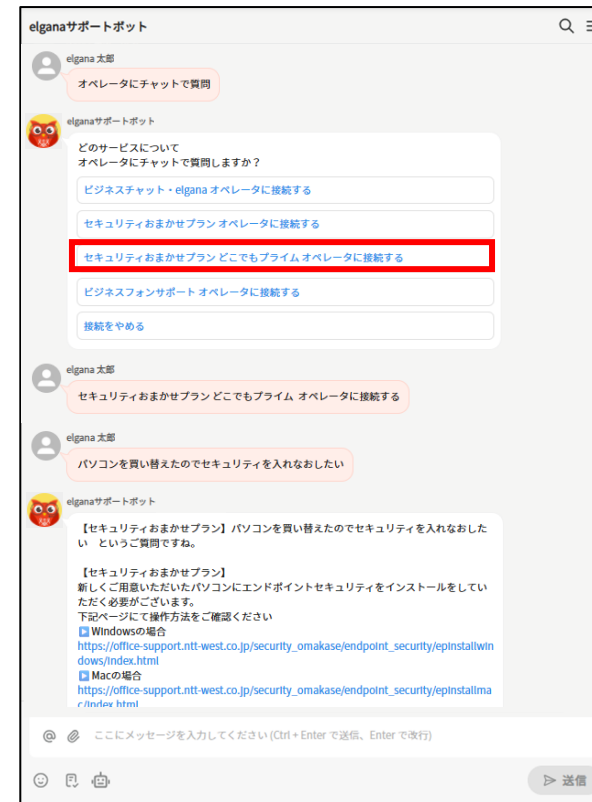 elganaサポートボット
elgana 太郎
オペレータにチャットで質問
elganaサポートボット
どのサービスについて
オペレータにチャットで質問しますか？
ビジネスチャット・elgana オペレータに接続する
セキュリティおまかせプラン オペレータに接続する
セキュリティおまかせプラン どこでもプライム オペレータに接続する
ビジネスフォンサポート オペレータに接続する
接続をやめる
elgana 太郎
セキュリティおまかせプラン どこでもプライム オペレータに接続する
elgana 太郎
パソコンを買い替えたのでセキュリティを入れなおしたい
elganaサポートボット
【セキュリティおまかせプラン】パソコンを買い替えたのでセキュリティを入れなおした
い　というご質問ですね。
【セキュリティおまかせプラン】
新しくご用意いただいたパソコンにエンドポイントセキュリティをインストールをしてい
ただく必要がございます。
下記ページにて操作方法をご確認ください
▶Windowsの場合
https://office-support.ntt-west.co.jp/security_omakase/endpoint_security/epinstallwin
dows/index.html
▶Macの場合
https://office-support.ntt-west.co.jp/security_omakase/endpoint_security/epinstallma
c/index.html
@ ここにメッセージを入力してください (Ctrl + Enter で送信、Enter で改行)
送信